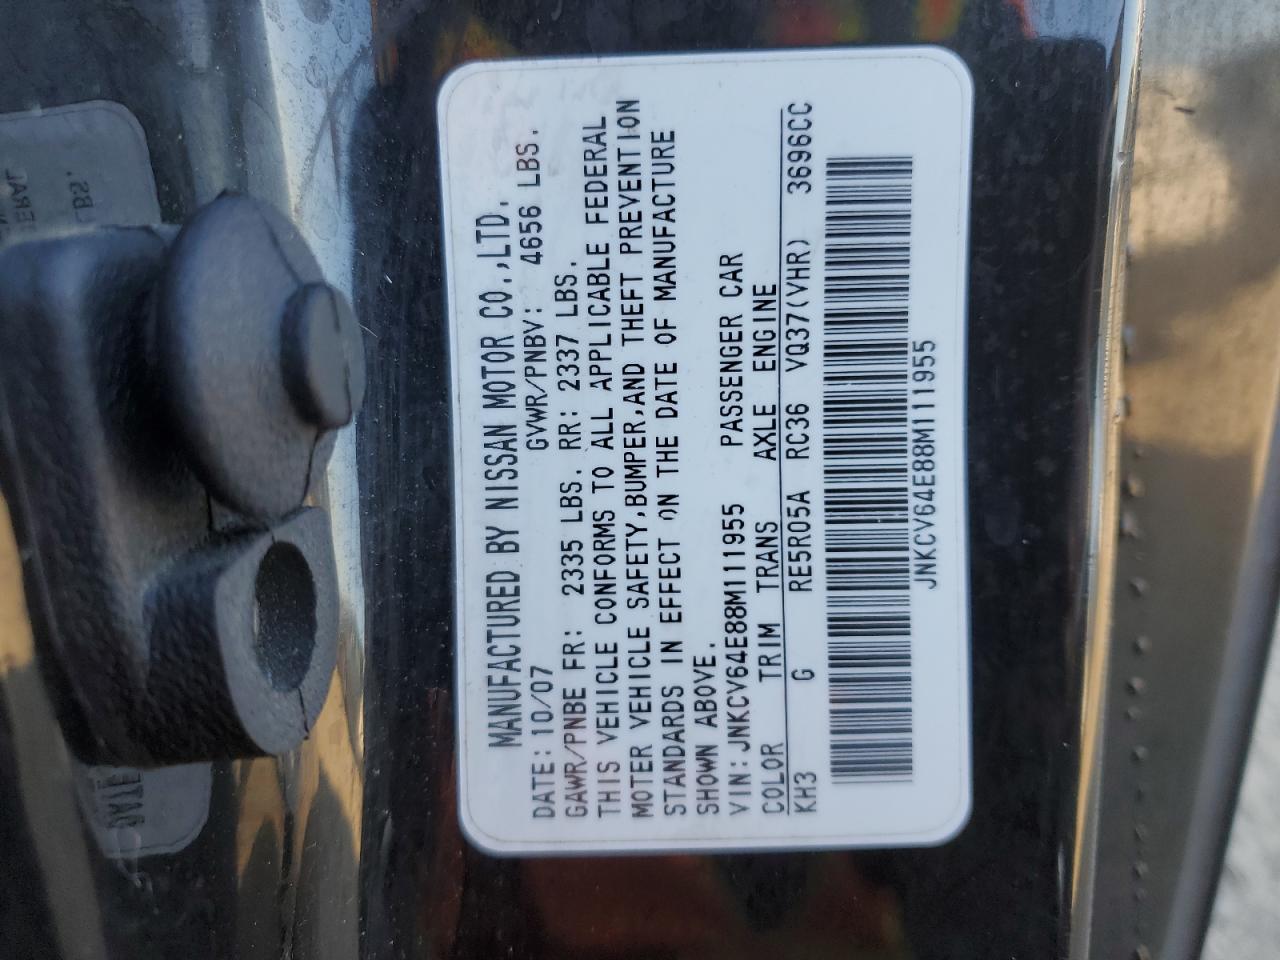 MANUFACTURED BY NISSAN MOTOR CO.,LTD.
DATE: 10/07 GVWR/PNBV: 4656 LBS.
GAWR/PNBE FR: 2335 LBS. RR: 2337 LBS.
THIS VEHICLE CONFORMS TO ALL APPLICABLE FEDERAL
MOTER VEHICLE SAFETY,BUMPER,AND THEFT PREVENTION
STANDARDS IN EFFECT ON THE DATE OF MANUFACTURE
SHOWN ABOVE.
VIN:JNKCV64E88M111955 PASSENGER CAR
COLOR TRIM TRANS AXLE ENGINE
KH3 G RE5R05A RC36 VQ37(VHR) 3696CC
JNKCV64E88M111955